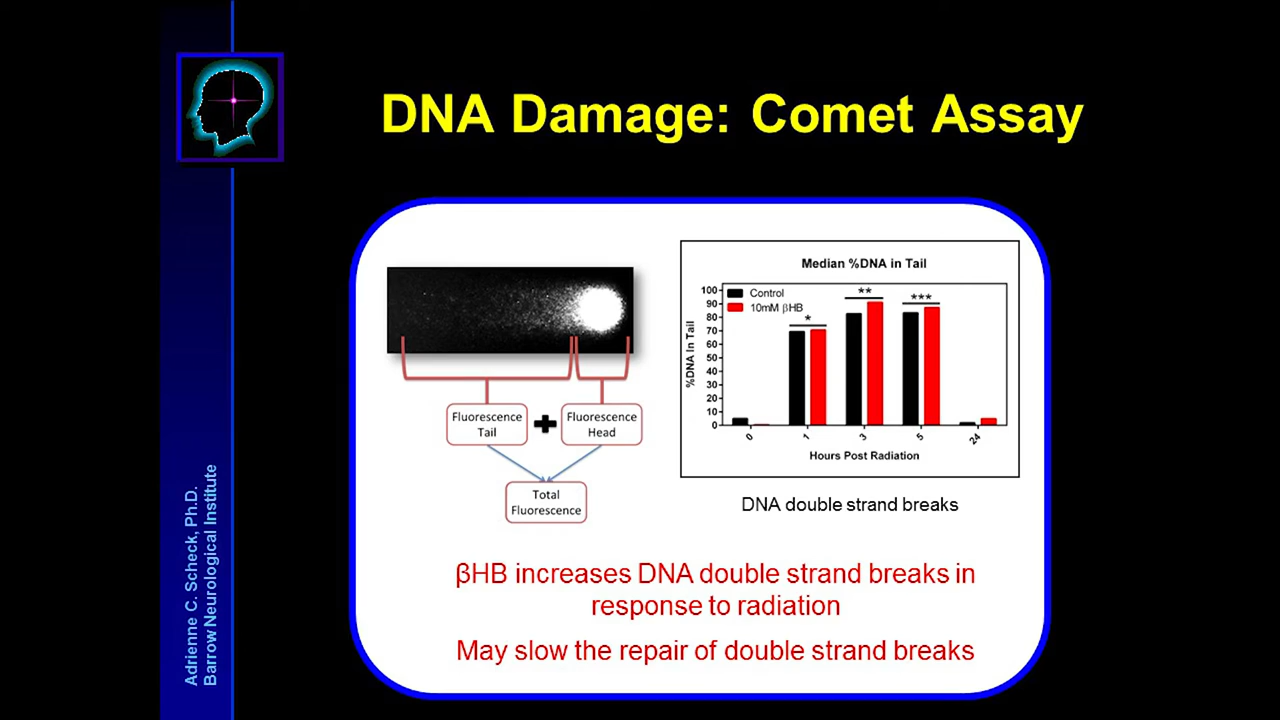 DNA Damage: Comet Assay
Adrienne C. Scheck, Ph.D.
Barrow Neurological Institute
Fluorescence
Tail
Fluorescence
Head
Total
Fluorescence
Median %DNA in Tail
%DNA In Tail
100
90
80
70
60
50
40
30
20
10
0
Control
10mM βHB
*
**
***
0
1
3
5
24
Hours Post Radiation
DNA double strand breaks
βHB increases DNA double strand breaks in
response to radiation
May slow the repair of double strand breaks